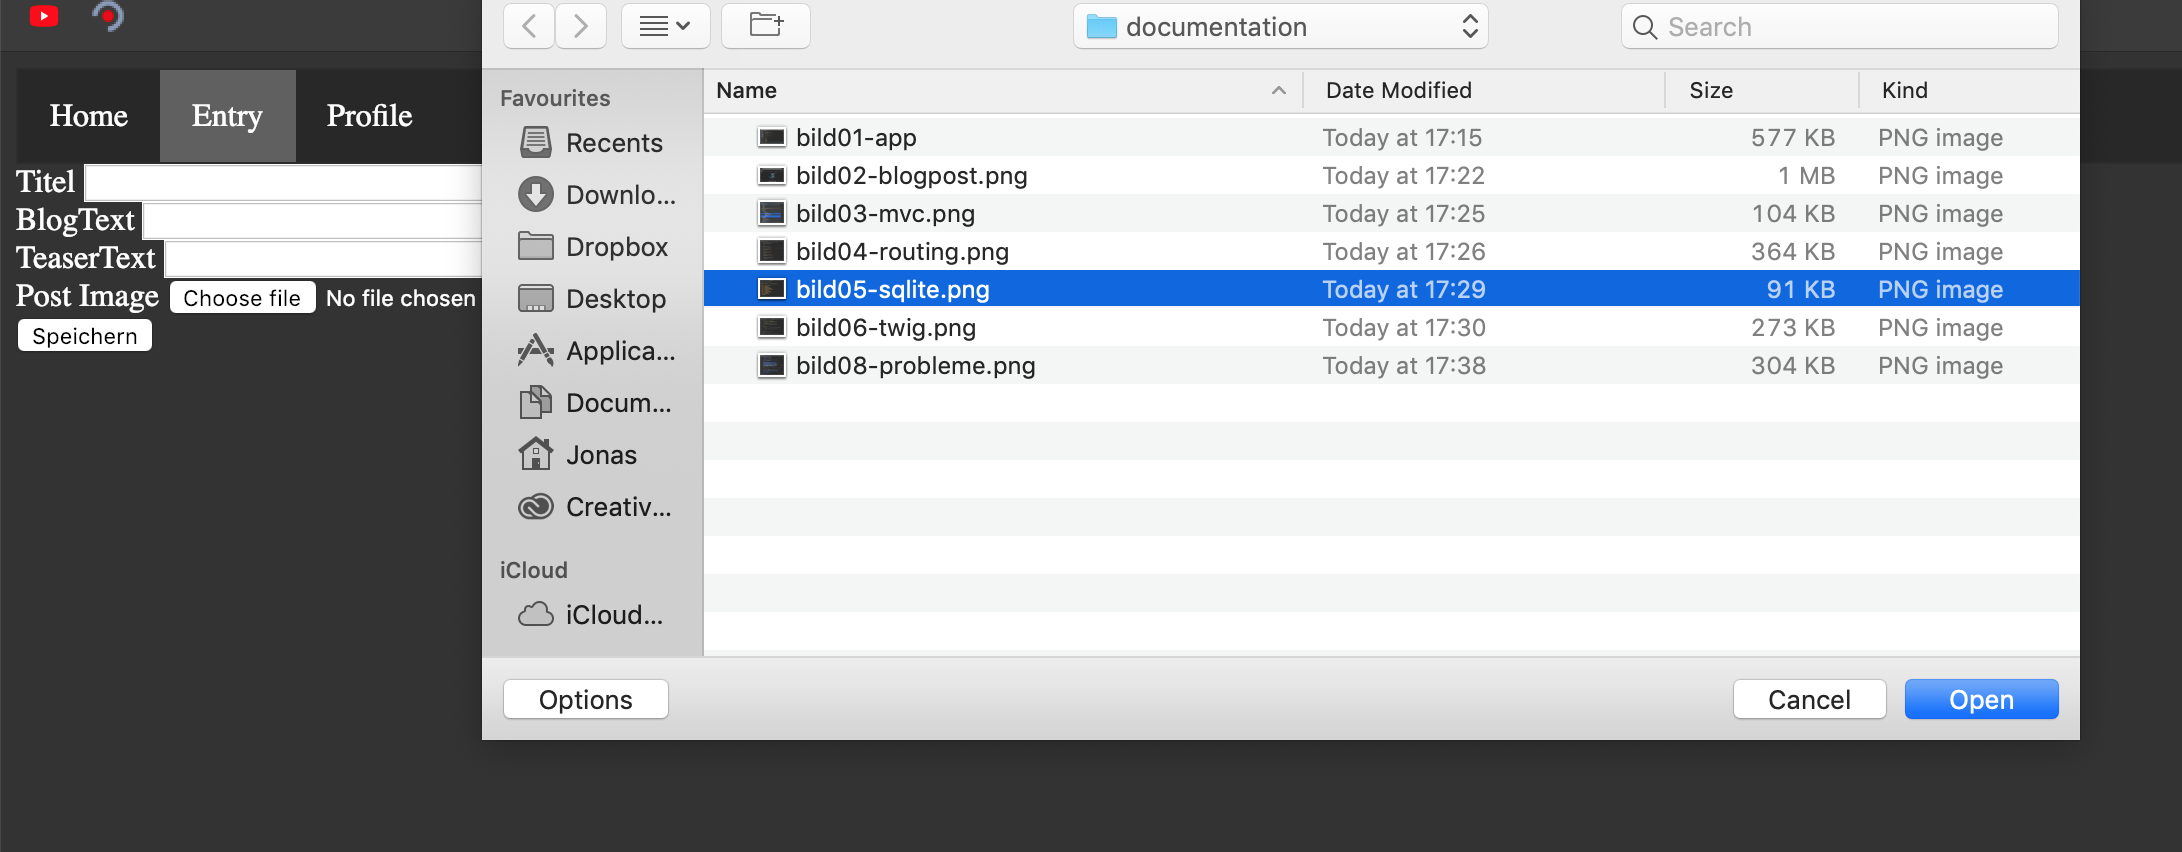 documentation
Search
Home
Entry
Profile
Titel
BlogText
TeaserText
Post Image
Choose file
No file chosen
Speichern
Favourites
Recents
Downlo...
Dropbox
Desktop
Applica...
Docum...
Jonas
Creativ...
iCloud
iCloud...
Name Date Modified Size Kind
bild01-app Today at 17:15 577 KB PNG image
bild02-blogpost.png Today at 17:22 1 MB PNG image
bild03-mvc.png Today at 17:25 104 KB PNG image
bild04-routing.png Today at 17:26 364 KB PNG image
bild05-sqlite.png Today at 17:29 91 KB PNG image
bild06-twig.png Today at 17:30 273 KB PNG image
bild08-probleme.png Today at 17:38 304 KB PNG image
Options
Cancel
Open